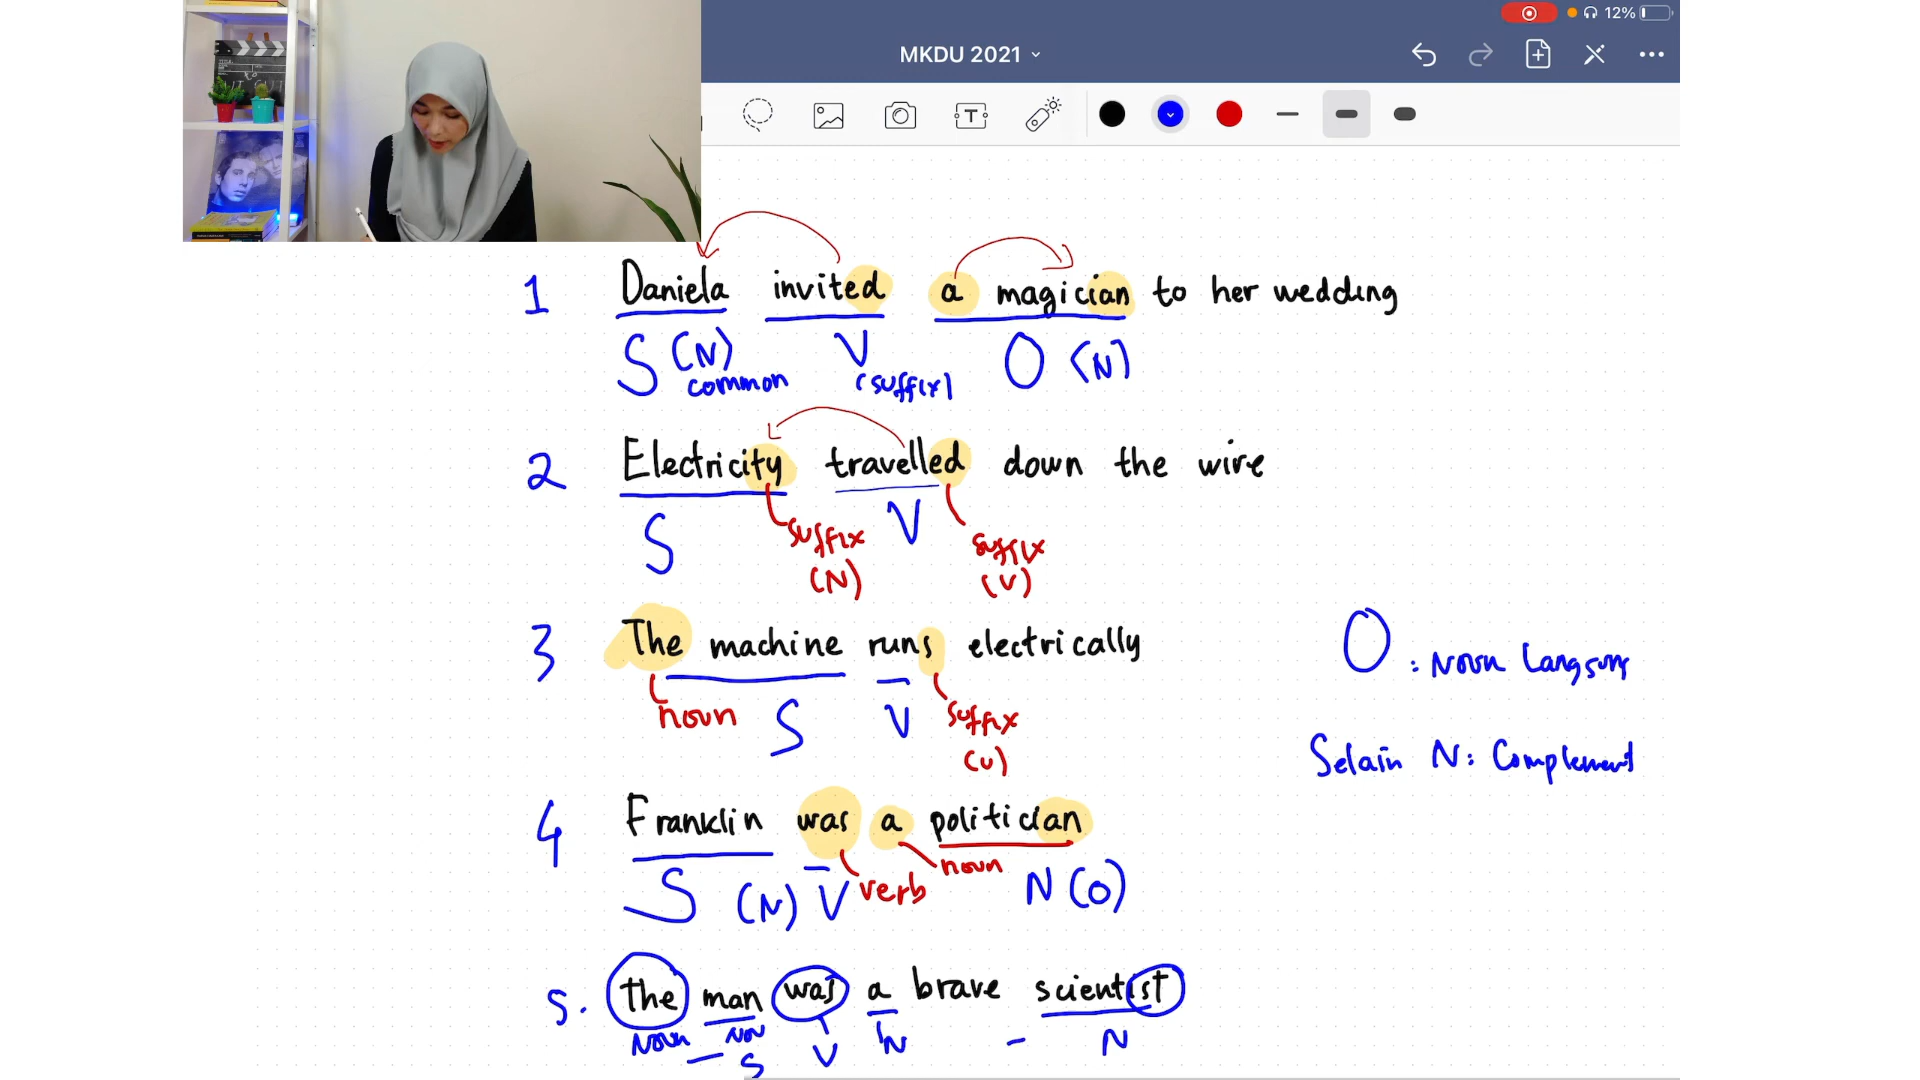 12%
MKDU 2021
T
1 Daniela invited a magician to her wedding
S (N) V O (N)
common (suffix)
2 Electricity travelled down the wire
S suffix V suffix
(N) (V)
3 The machine runs electrically
noun S V suffix
(v)
O : Noun Langsung
Selain N: Complement
4 Franklin was a politician
S (N) V verb noun N (O)
5. the man was a brave scientist
Noun S V N N